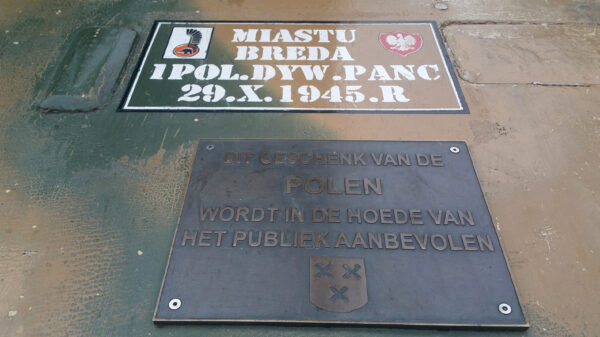 MIASTU
BREDA
1POL.DYW.PANC
29.X.1945.R
DIT GESCHENK VAN DE
POLEN
WORDT IN DE HOEDE VAN
HET PUBLIEK AANBEVOLEN